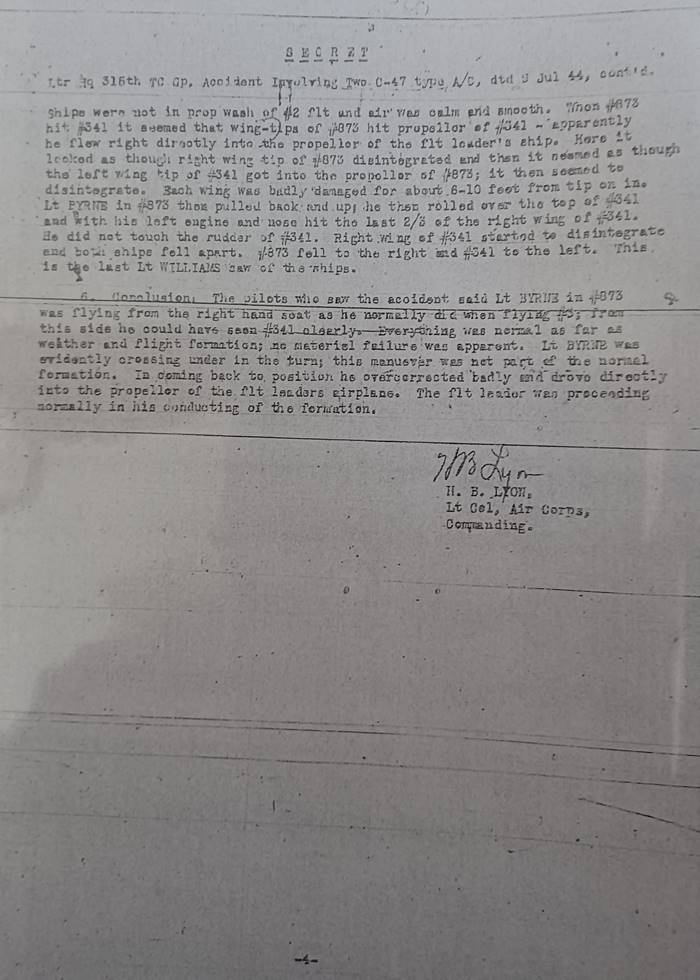 S E C R E T
Ltr Hq 316th TC Gp, Accident Involving Two C-47 type A/C, dtd 9 Jul 44, cont'd.
Ships were not in prop wash of #2 flt and air was calm and smooth. When #873
hit #341 it seemed that wing-tips of #873 hit propellor of #341 - apparently
he flew right directly into the propellor of the flt leader's ship. Here it
looked as though right wing tip of #873 disintegrated and then it seemed as though
the left wing tip of #341 got into the propellor of #873; it then seemed to
disintegrate. Each wing was badly damaged for about 6-10 feet from tip on in.
Lt BYRNE in #873 then pulled back and up; he then rolled over the top of #341
and with his left engine and nose hit the last 2/3 of the right wing of #341.
He did not touch the rudder of #341. Right wing of #341 started to disintegrate
and both ships fell apart. #873 fell to the right and #341 to the left. This
is the last Lt WILLIAMS saw of the ships.
6. Conclusion. The pilots who saw the accident said Lt BYRNE in #873
was flying from the right hand seat as he normally did when flying #3; from
this side he could have seen #341 clearly. Everything was normal as far as
weather and flight formation; no materiel failure was apparent. Lt BYRNE was
evidently crossing under in the turn; this manuever was not part of the normal
formation. In coming back to position he overcorrected badly and drove directly
into the propellor of the flt leaders airplane. The flt leader was proceeding
normally in his conducting of the formation.
H B Lyon
H. B. LYON,
Lt Col, Air Corps,
Commanding.
-4-